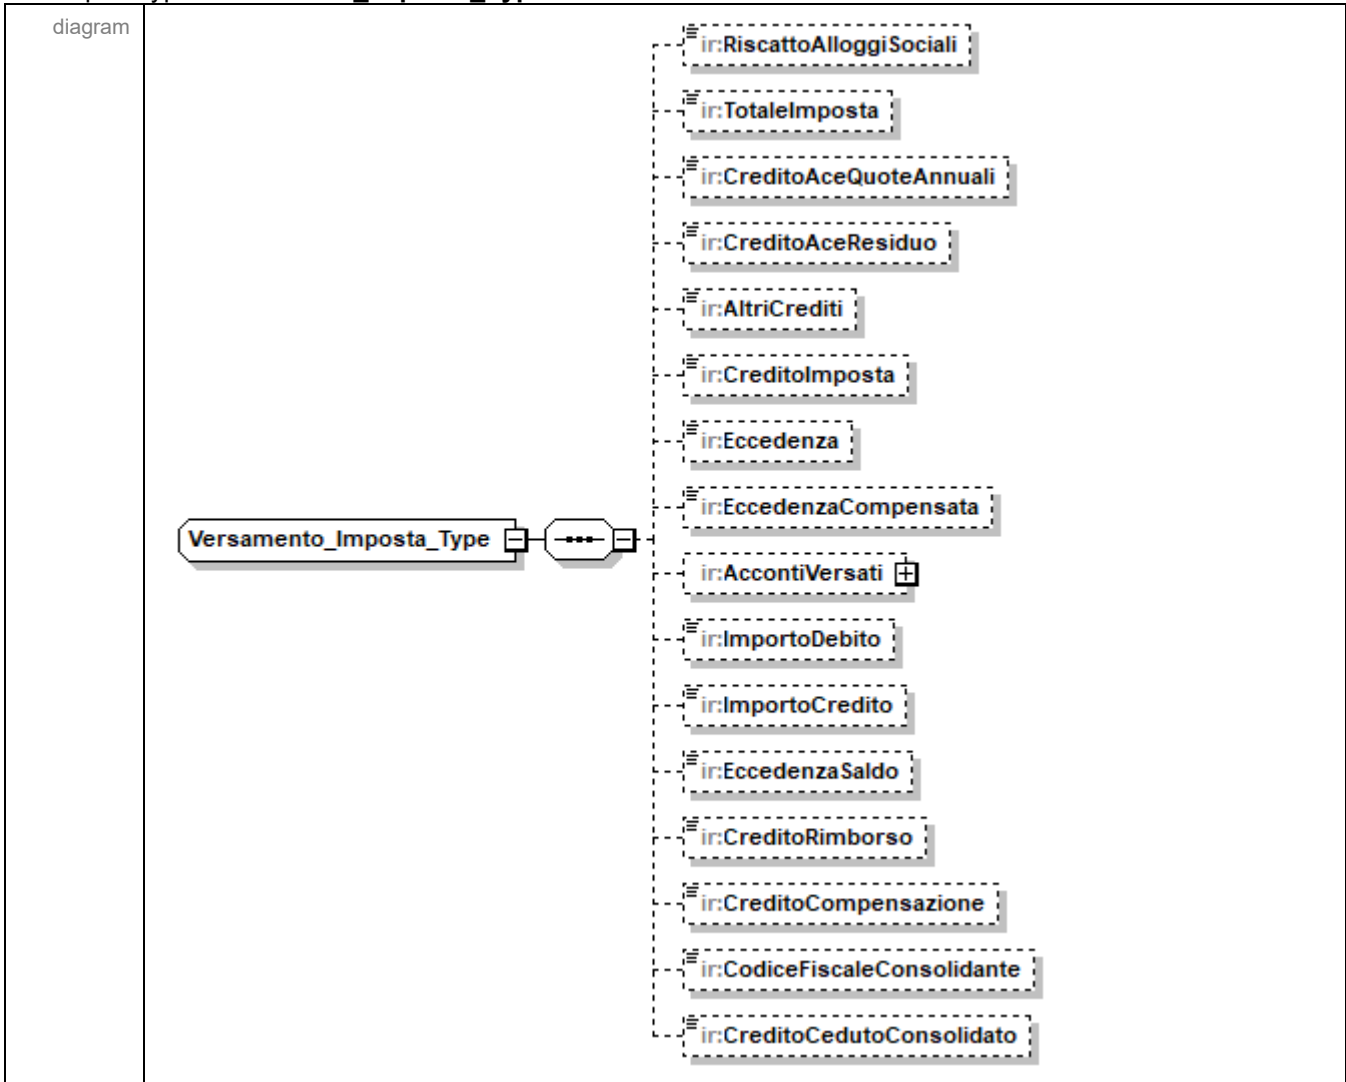 diagram
ir:RiscattoAlloggiSociali
ir:TotaleImposta
ir:CreditoAceQuoteAnnuali
ir:CreditoAceResiduo
ir:AltriCrediti
ir:CreditoImposta
ir:Eccedenza
ir:EccedenzaCompensata
Versamento_Imposta_Type
ir:AccontiVersati
ir:ImportoDebito
ir:ImportoCredito
ir:EccedenzaSaldo
ir:CreditoRimborso
ir:CreditoCompensazione
ir:CodiceFiscaleConsolidante
ir:CreditoCedutoConsolidato